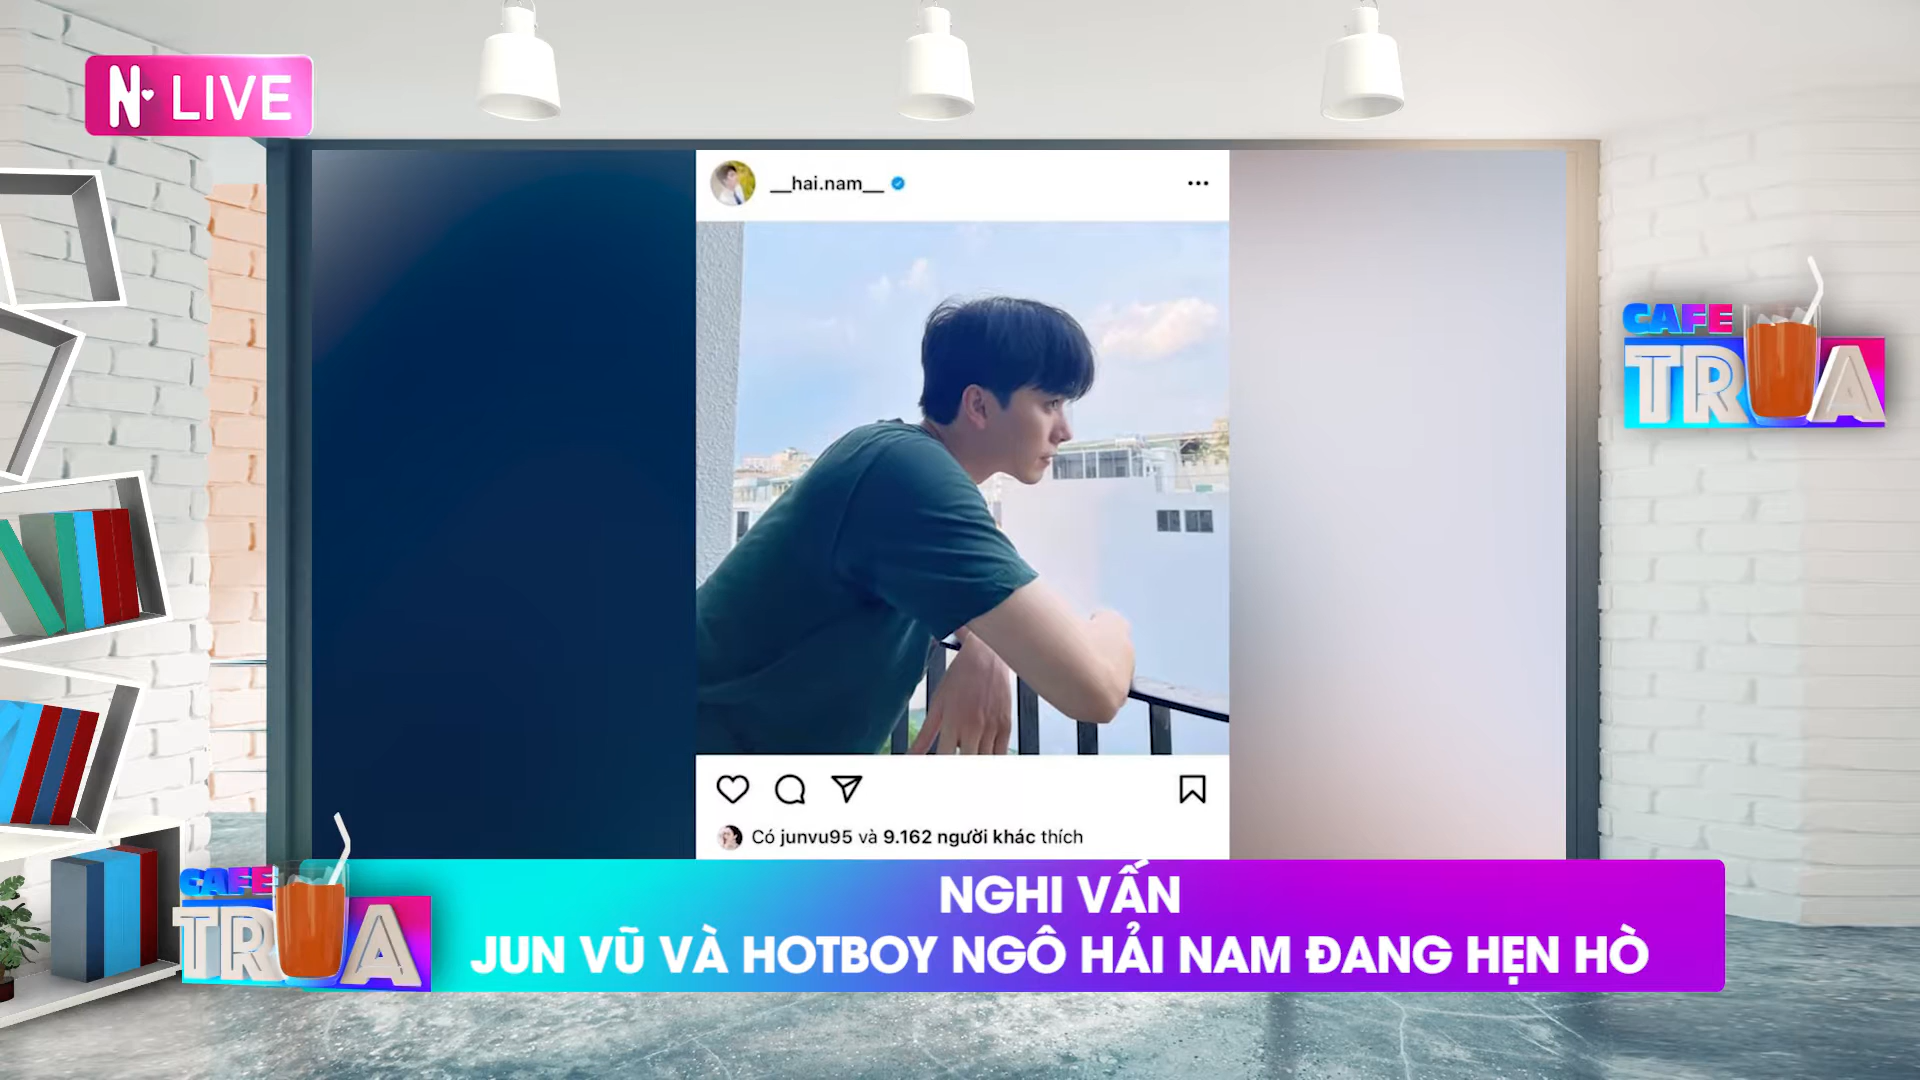 N LIVE
__hai.nam__
CAFE
TRƯA
Có junvu95 và 9.162 người khác thích
CAFE
TRƯA
NGHI VẤN
JUN VŨ VÀ HOTBOY NGÔ HẢI NAM ĐANG HẸN HÒ